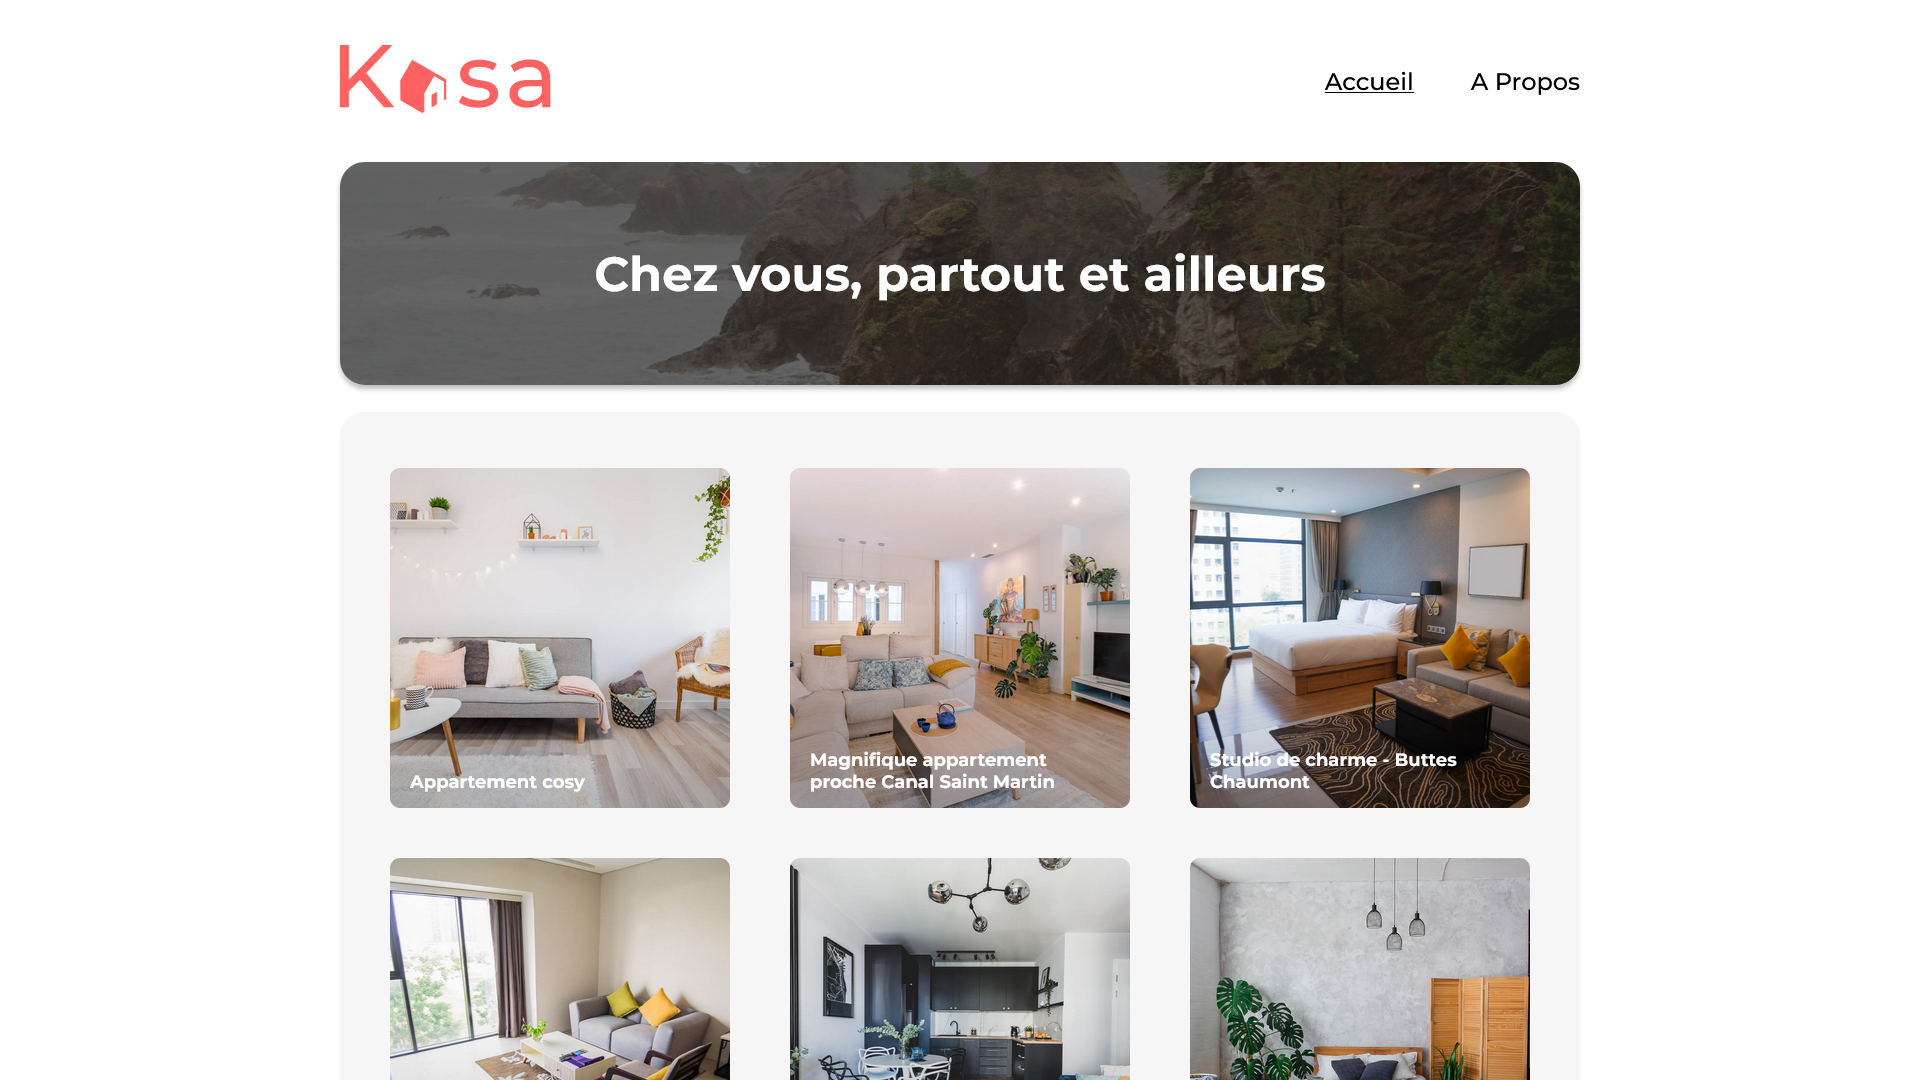 Kasa
Accueil
A Propos
Chez vous, partout et ailleurs
Appartement cosy
Magnifique appartement
proche Canal Saint Martin
Studio de charme - Buttes
Chaumont